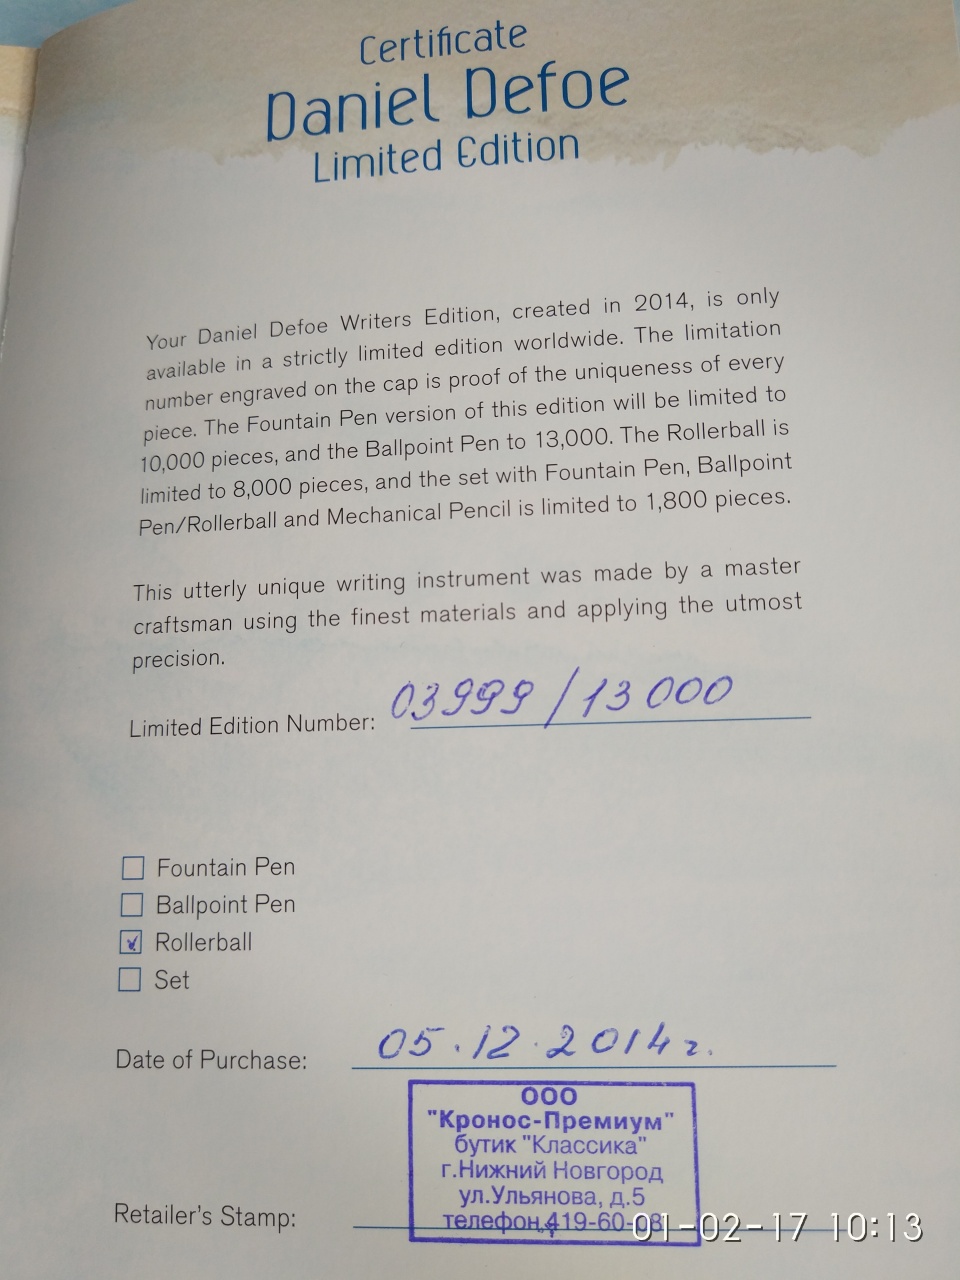 Certificate
Daniel Defoe
Limited Edition
Your Daniel Defoe Writers Edition, created in 2014, is only
available in a strictly limited edition worldwide. The limitation
number engraved on the cap is proof of the uniqueness of every
piece. The Fountain Pen version of this edition will be limited to
10,000 pieces, and the Ballpoint Pen to 13,000. The Rollerball is
limited to 8,000 pieces, and the set with Fountain Pen, Ballpoint
Pen/Rollerball and Mechanical Pencil is limited to 1,800 pieces.
This utterly unique writing instrument was made by a master
craftsman using the finest materials and applying the utmost
precision.
Limited Edition Number: 03999/13 000
Fountain Pen
Ballpoint Pen
Rollerball
Set
Date of Purchase: 05.12.2014г.
ООО
"Кронос-Премиум"
бутик "Классика"
г.Нижний Новгород
ул.Ульянова, д.5
Retailer's Stamp: телефон
01-02-17 10:13